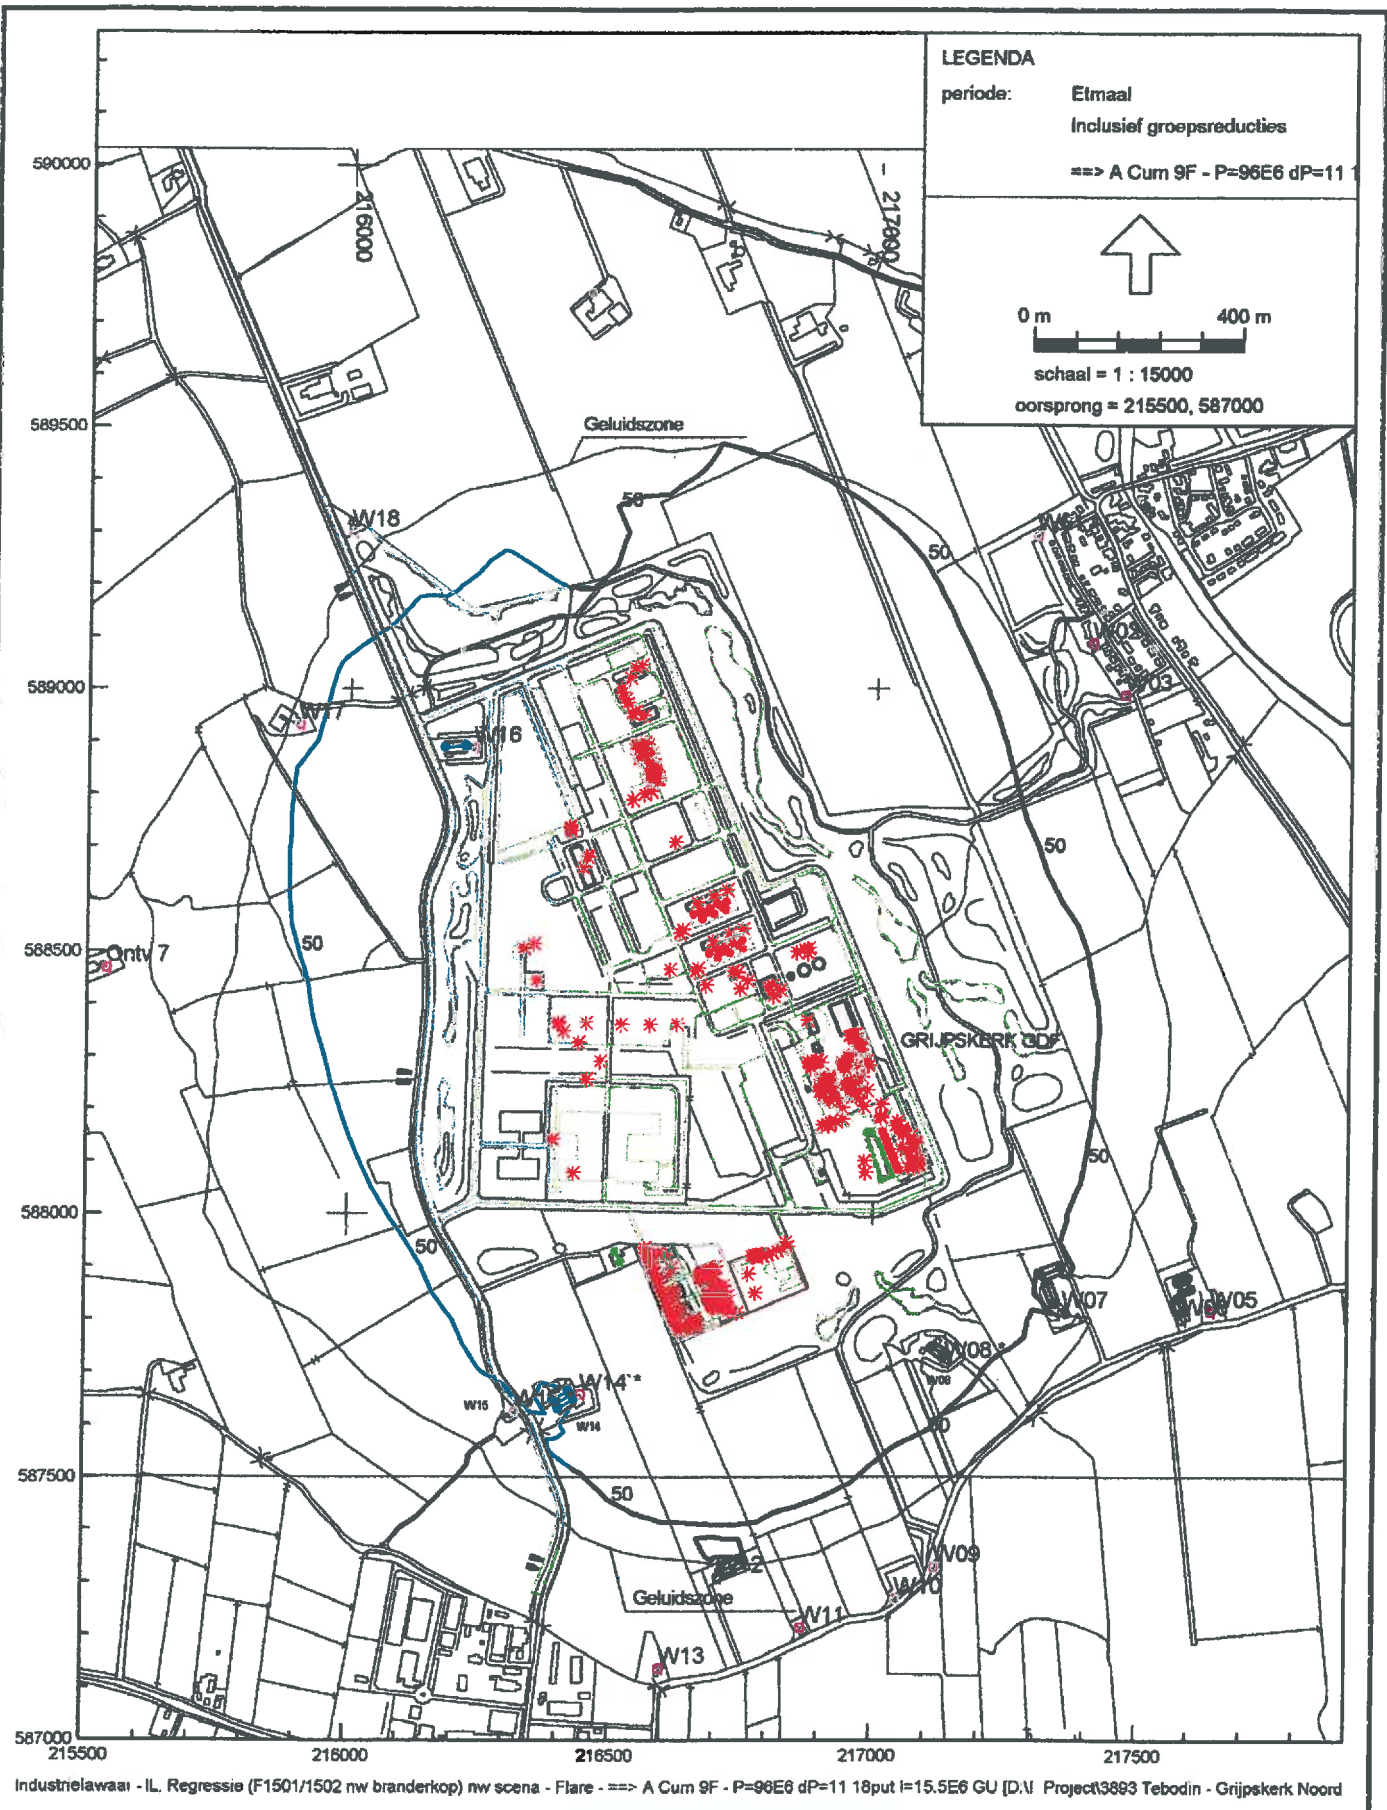 LEGENDA
periode: Etmaal
Inclusief groepsreducties
==> A Cum 9F - P=96E6 dP=11 1
0 m 400 m
schaal = 1 : 15000
oorsprong = 215500, 587000
590000
216000
217000
589500
Geluidszone
50
W18
50
W02
W03
589000
W16
50
588500
Ontv 7
50
GRIJPSKERK GDF
50
588000
50
W07
W05
W08 *
W08
W14 *
W15
W14
50
587500
50
W09
W10
Geluidszone
W11
W13
587000
215500 216000 216500 217000 217500
Industrielawaai - IL, Regressie (F1501/1502 nw branderkop) nw scena - Flare - ==> A Cum 9F - P=96E6 dP=11 18put I=15.5E6 GU [D:\I Project\3893 Tebodin - Grijpskerk Noord